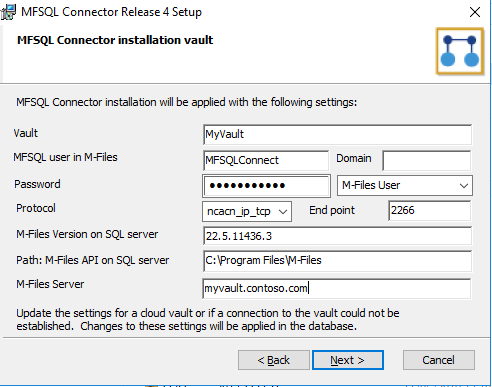 MFSQL Connector Release 4 Setup
MFSQL Connector installation vault
MFSQL Connector installation will be applied with the following settings:
Vault MyVault
MFSQL user in M-Files MFSQLConnect Domain
Password ●●●●●●●●●●● M-Files User
Protocol ncacn_ip_tcp End point 2266
M-Files Version on SQL server 22.5.11436.3
Path: M-Files API on SQL server C:\Program Files\M-Files
M-Files Server myvault.contoso.com
Update the settings for a cloud vault or if a connection to the vault could not be
established. Changes to these settings will be applied in the database.
< Back Next > Cancel